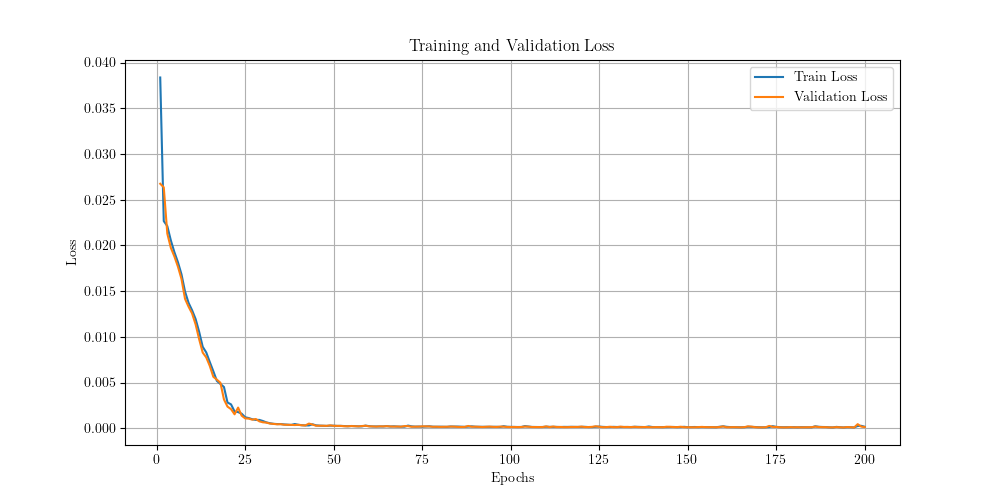 Training and Validation Loss
0.040
0.035
0.030
0.025
0.020
0.015
0.010
0.005
0.000
Loss
Train Loss
Validation Loss
0 25 50 75 100 125 150 175 200
Epochs